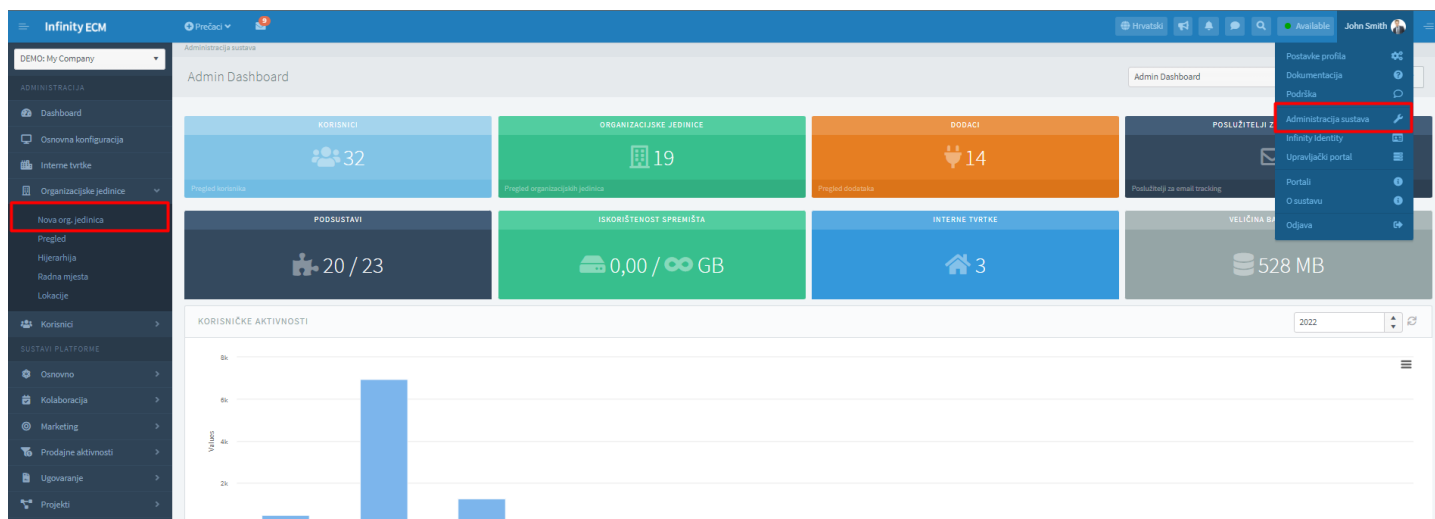 Infinity ECM
Prečaci
9
Hrvatski
Available
John Smith
DEMO: My Company
Administracija sustava
Admin Dashboard
Admin Dashboard
Postavke profila
Dokumentacija
Podrška
Administracija sustava
Infinity Identity
Upravljački portal
Portali
O sustavu
Odjava
ADMINISTRACIJA
Dashboard
Osnovna konfiguracija
Interne tvrtke
Organizacijske jedinice
Nova org. jedinica
Pregled
Hijerarhija
Radna mjesta
Lokacije
Korisnici
SUSTAVI PLATFORME
Osnovno
Kolaboracija
Marketing
Prodajne aktivnosti
Ugovaranje
Projekti
KORISNICI
32
Pregled korisnika
ORGANIZACIJSKE JEDINICE
19
Pregled organizacijskih jedinica
DODACI
14
Pregled dodataka
POSLUŽITELJI Z
Poslužitelji za email tracking
PODSUSTAVI
20 / 23
ISKORIŠTENOST SPREMIŠTA
0,00 / ∞ GB
INTERNE TVRTKE
3
VELIČINA BA
528 MB
KORISNIČKE AKTIVNOSTI
2022
8k
6k
4k
2k
Values